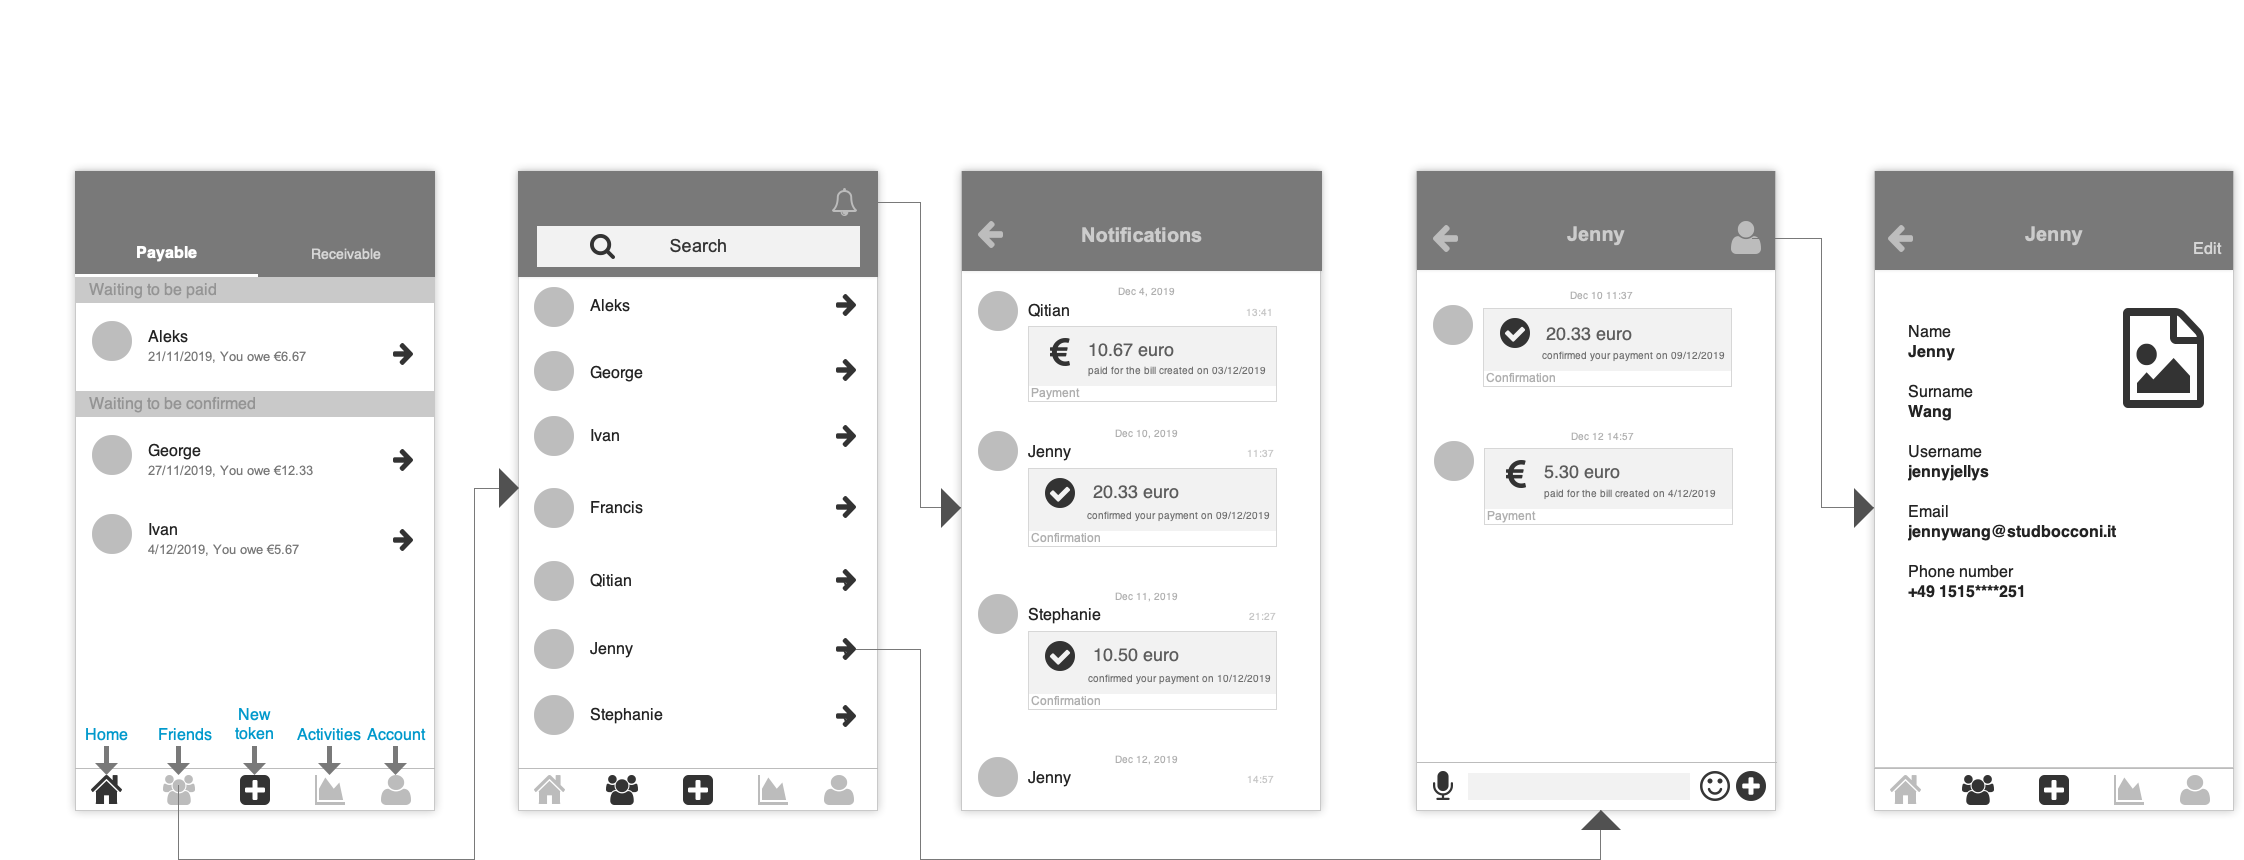 Payable
Receivable
Waiting to be paid
Aleks
21/11/2019, You owe €6.67
Waiting to be confirmed
George
27/11/2019, You owe €12.33
Ivan
4/12/2019, You owe €5.67
Home
Friends
New
token
Activities
Account
Search
Aleks
George
Ivan
Francis
Qitian
Jenny
Stephanie
Notifications
Dec 4, 2019
Qitian
13:41
€
10.67 euro
paid for the bill created on 03/12/2019
Payment
Dec 10, 2019
Jenny
11:37
20.33 euro
confirmed your payment on 09/12/2019
Confirmation
Dec 11, 2019
Stephanie
21:27
10.50 euro
confirmed your payment on 10/12/2019
Confirmation
Dec 12, 2019
Jenny
14:57
Jenny
Dec 10 11:37
20.33 euro
confirmed your payment on 09/12/2019
Confirmation
Dec 12 14:57
€
5.30 euro
paid for the bill created on 4/12/2019
Payment
Jenny
Edit
Name
Jenny
Surname
Wang
Username
jennyjellys
Email
jennywang@studbocconi.it
Phone number
+49 1515****251